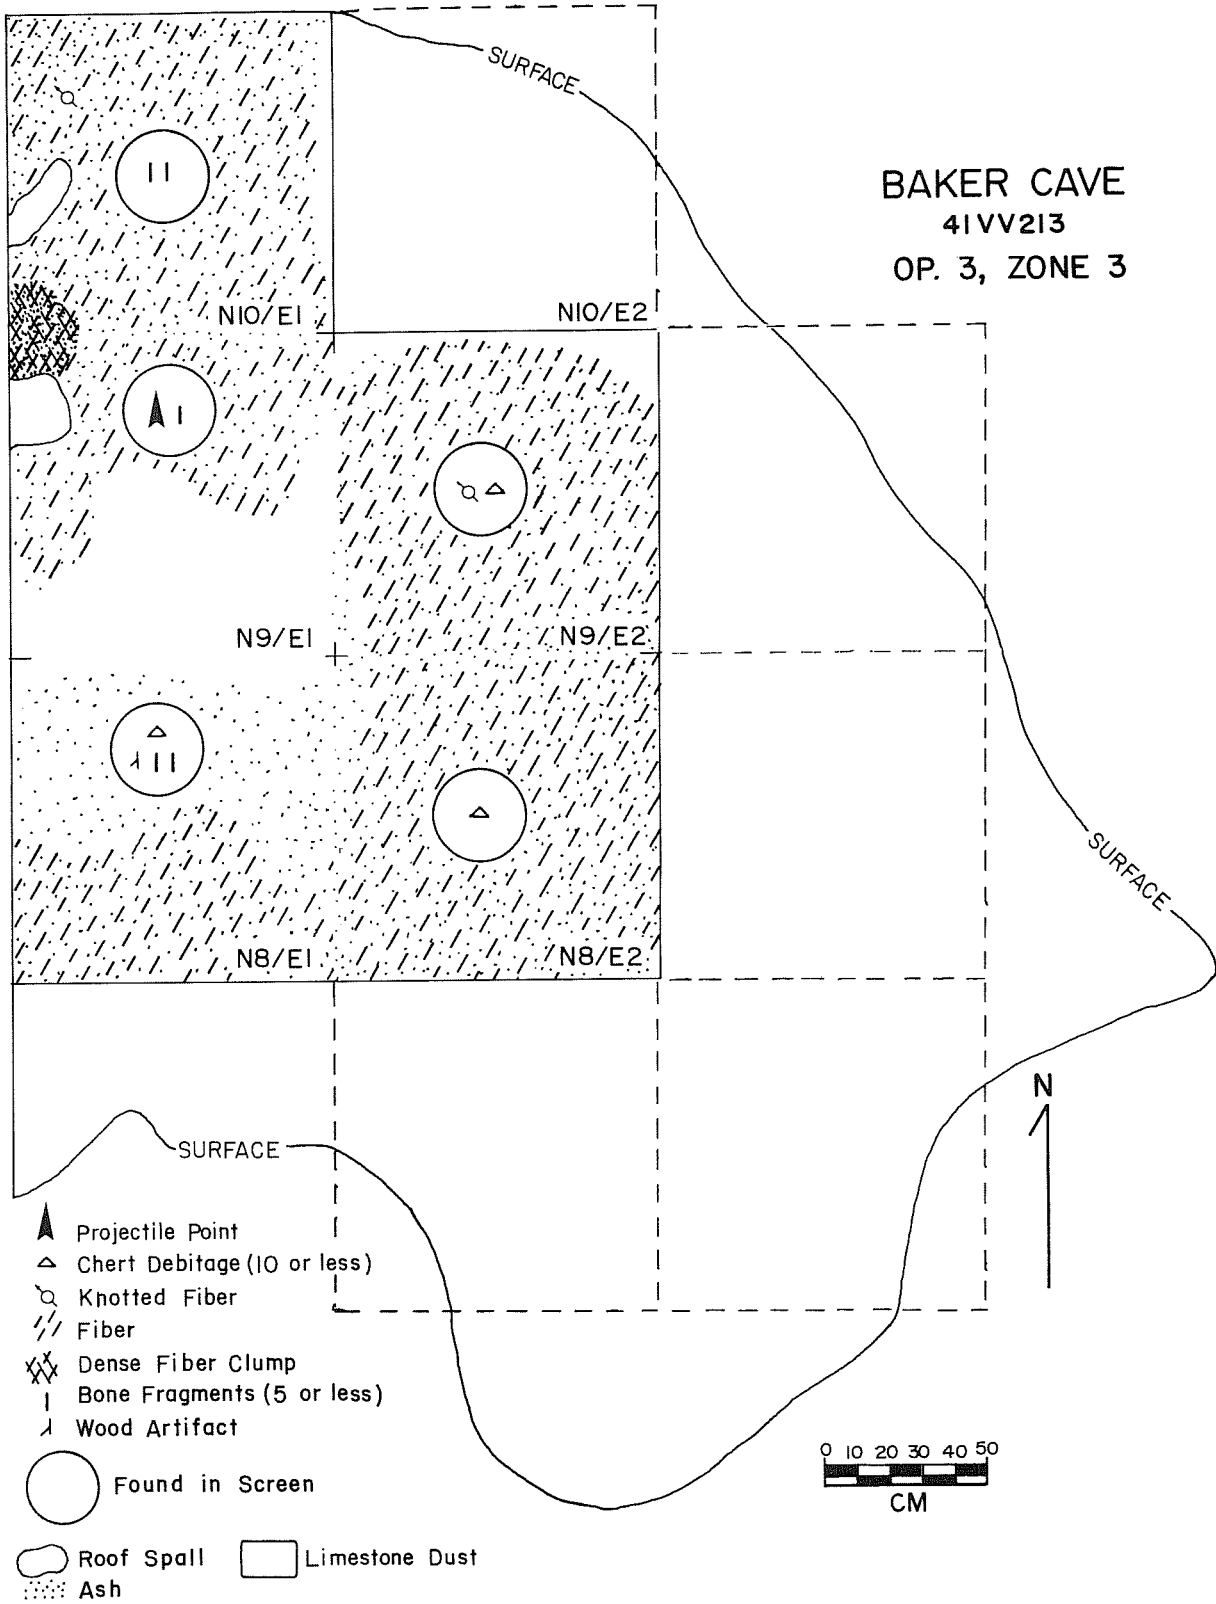 SURFACE
BAKER CAVE
41VV213
OP. 3, ZONE 3
N10/E1
N10/E2
N9/E1
N9/E2
N8/E1
N8/E2
SURFACE
N
SURFACE
Projectile Point
Chert Debitage (10 or less)
Knotted Fiber
Fiber
Dense Fiber Clump
Bone Fragments (5 or less)
Wood Artifact
Found in Screen
Roof Spall
Limestone Dust
Ash
0 10 20 30 40 50
CM